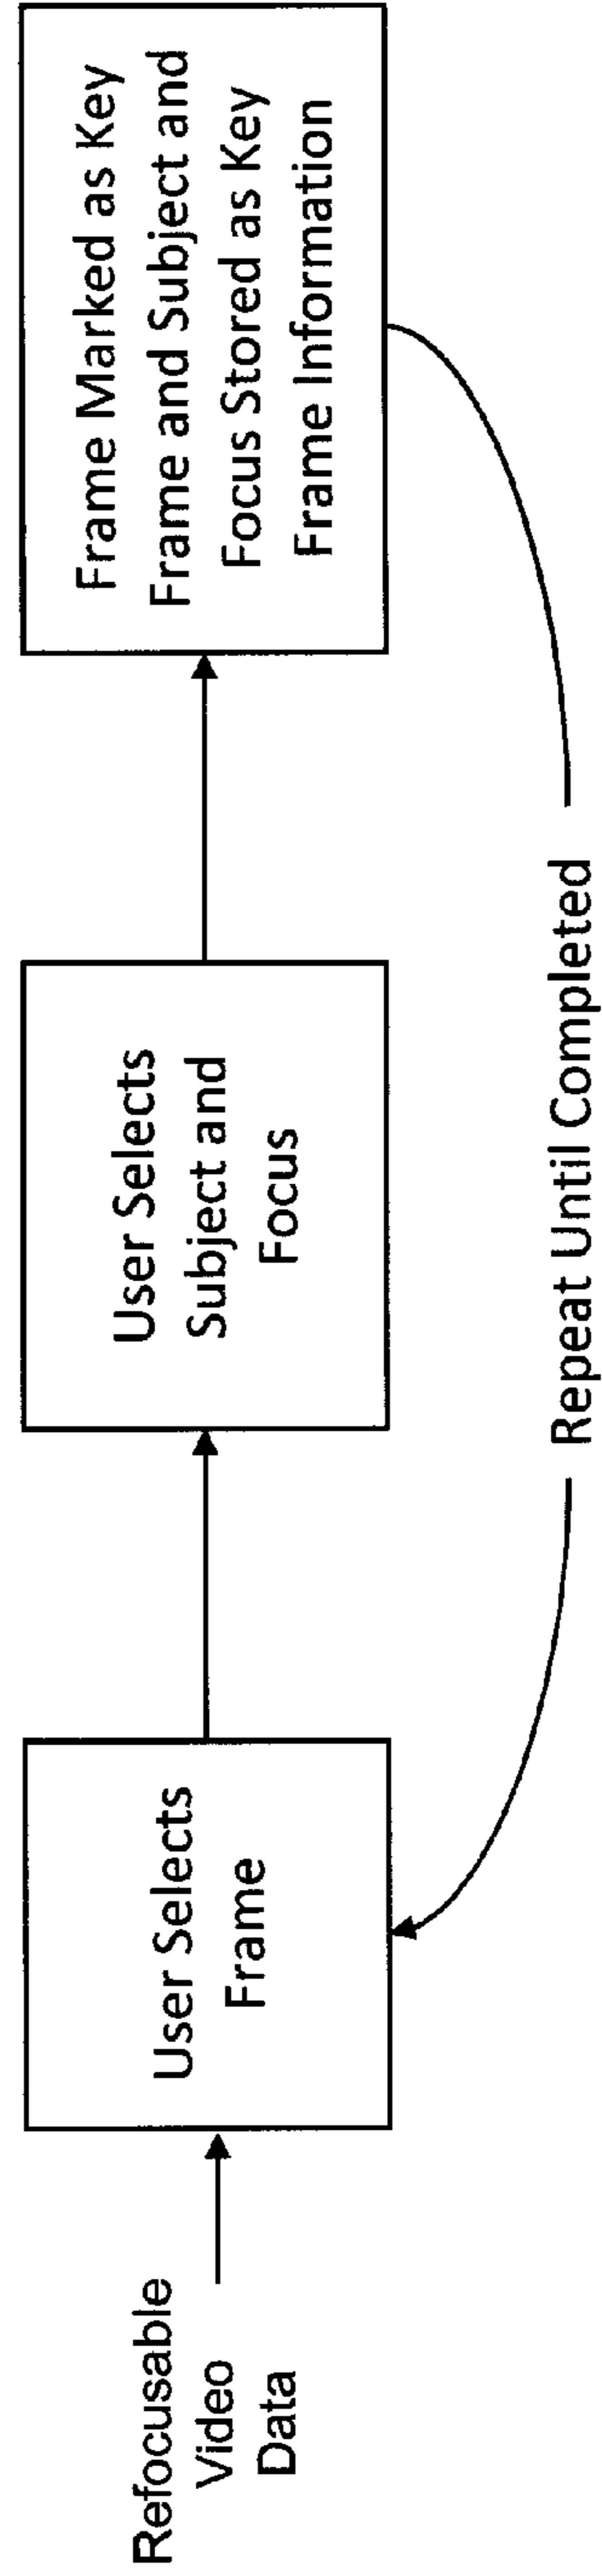 Refocusable
Video
Data
User Selects
Frame
User Selects
Subject and
Focus
Frame Marked as Key
Frame and Subject and
Focus Stored as Key
Frame Information
Repeat Until Completed